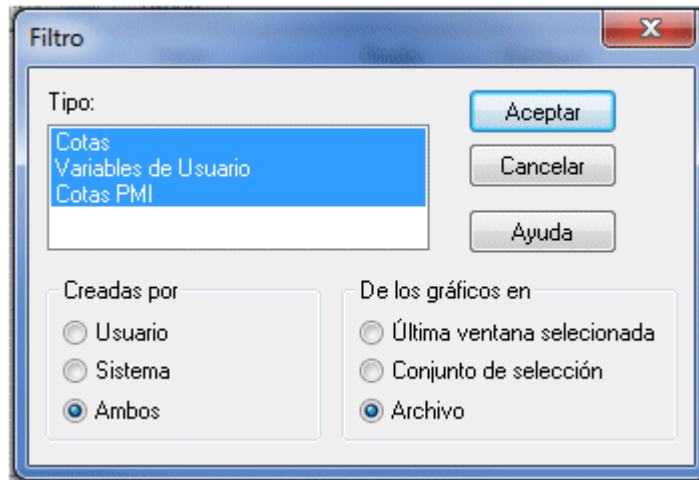 Filtro
Tipo:
Cotas
Variables de Usuario
Cotas PMI
Aceptar
Cancelar
Ayuda
Creadas por
Usuario
Sistema
Ambos
De los gráficos en
Última ventana selecionada
Conjunto de selección
Archivo